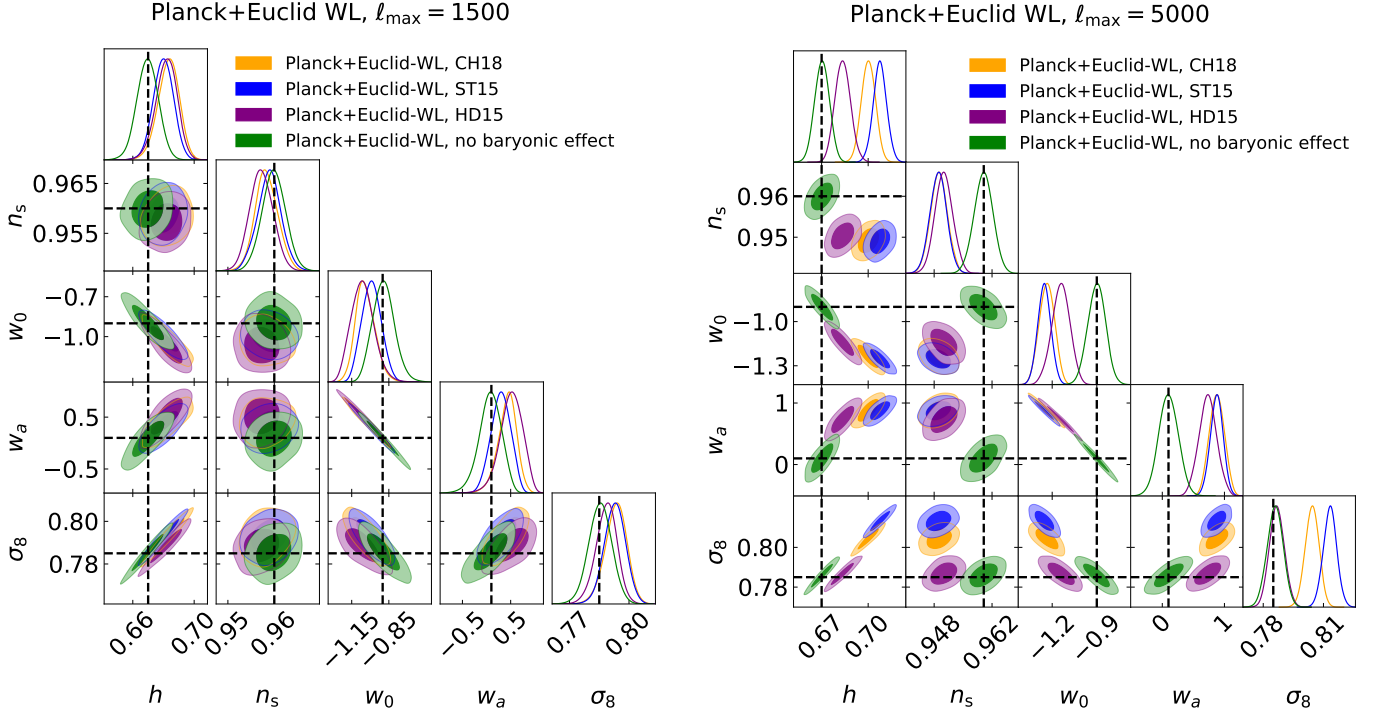 Planck+Euclid WL, ℓmax = 1500
Planck+Euclid-WL, CH18
Planck+Euclid-WL, ST15
Planck+Euclid-WL, HD15
Planck+Euclid-WL, no baryonic effect
0.965
0.955
ns
−0.7
−1.0
w0
0.5
−0.5
wa
0.80
0.78
σ8
0.66
0.70
0.95
0.96
−1.15
−0.85
−0.5
0.5
0.77
0.80
h
ns
w0
wa
σ8
Planck+Euclid WL, ℓmax = 5000
Planck+Euclid-WL, CH18
Planck+Euclid-WL, ST15
Planck+Euclid-WL, HD15
Planck+Euclid-WL, no baryonic effect
0.96
0.95
ns
−1.0
−1.3
w0
1
0
wa
0.80
0.78
σ8
0.67
0.70
0.948
0.962
−1.2
−0.9
0
1
0.78
0.81
h
ns
w0
wa
σ8